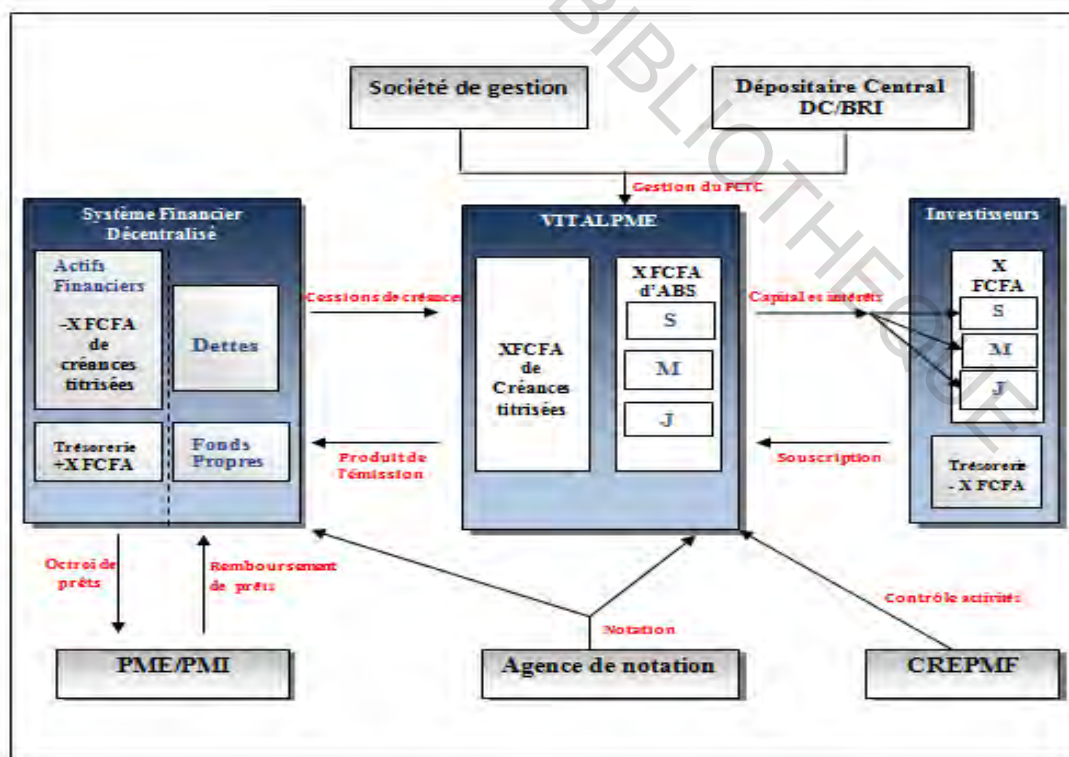 Société de gestion
Dépositaire Central
DC/BRI
Gestion du FCTC
Système Financier
Décentralisé
Actifs
Financiers
-X FCFA
de
créances
titrisées
Dettes
Trésorerie
+X FCFA
Fonds
Propres
Cessions de créance
Produit de
l'émission
VITALPME
XFCFA
de
Créances
titrisées
X FCFA
d'ABS
S
M
J
Capital et intérêts
Souscription
Investisseurs
X
FCFA
S
M
J
Trésorerie
- X FCFA
Octroi de
prêts
Remboursement
de prêts
Notation
Contrôle activités
PME/PMI
Agence de notation
CREPMF
BIBLIOTHEQUE